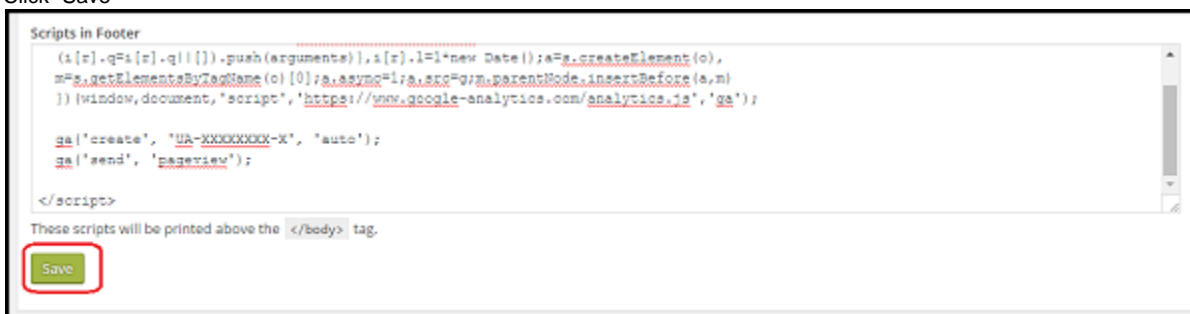 Click "Save"
Scripts in Footer
(i[r].q=i[r].q||[]).push(arguments)},i[r].l=1*new Date();a=s.createElement(o),
m=s.getElementsByTagName(o)[0];a.async=1;a.src=g;m.parentNode.insertBefore(a,m)
})(window,document,'script','https://www.google-analytics.com/analytics.js','ga');
ga('create', 'UA-XXXXXXXX-X', 'auto');
ga('send', 'pageview');
</script>
These scripts will be printed above the </body> tag.
Save